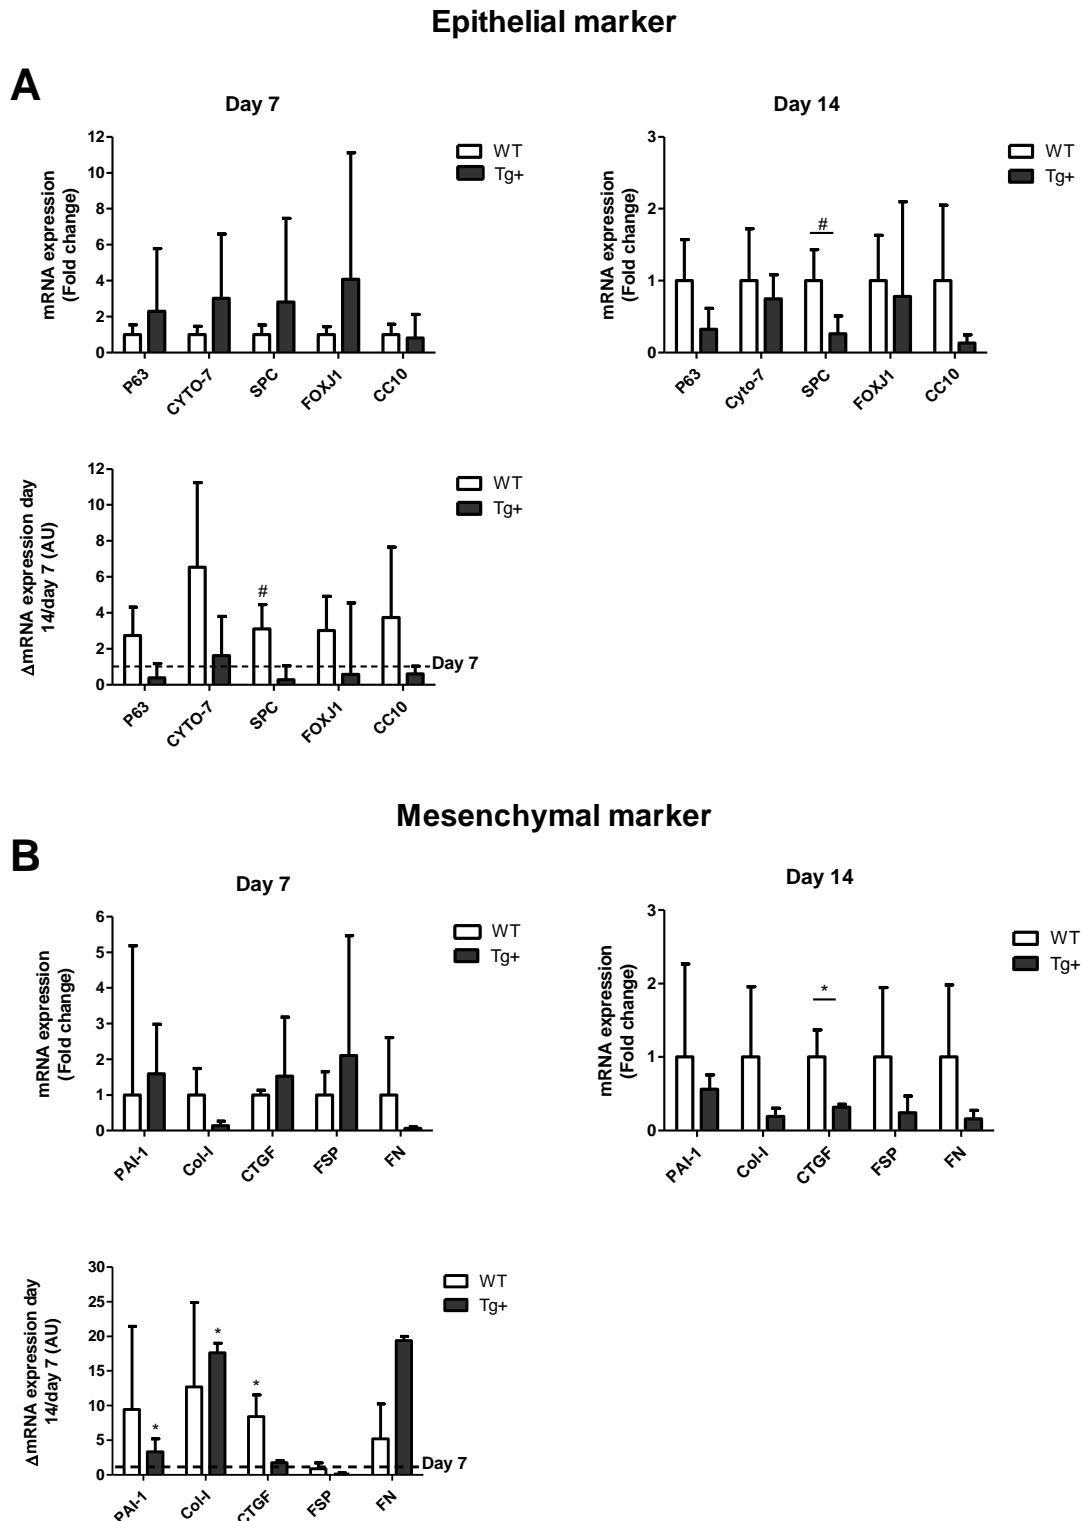 Epithelial marker
A
Day 7
mRNA expression
(Fold change)
12
10
8
6
4
2
0
P63
CYTO-7
SPC
FOXJ1
CC10
WT
Tg+
Day 14
mRNA expression
(Fold change)
3
2
1
0
#
P63
Cyto-7
SPC
FOXJ1
CC10
WT
Tg+
ΔmRNA expression day
14/day 7 (AU)
12
10
8
6
4
2
0
#
Day 7
P63
CYTO-7
SPC
FOXJ1
CC10
WT
Tg+
Mesenchymal marker
B
Day 7
mRNA expression
(Fold change)
6
5
4
3
2
1
0
PAI-1
Col-I
CTGF
FSP
FN
WT
Tg+
Day 14
mRNA expression
(Fold change)
3
2
1
0
*
PAI-1
Col-I
CTGF
FSP
FN
WT
Tg+
ΔmRNA expression day
14/day 7 (AU)
30
25
20
15
10
5
0
*
*
*
Day 7
PAI-1
Col-I
CTGF
FSP
FN
WT
Tg+